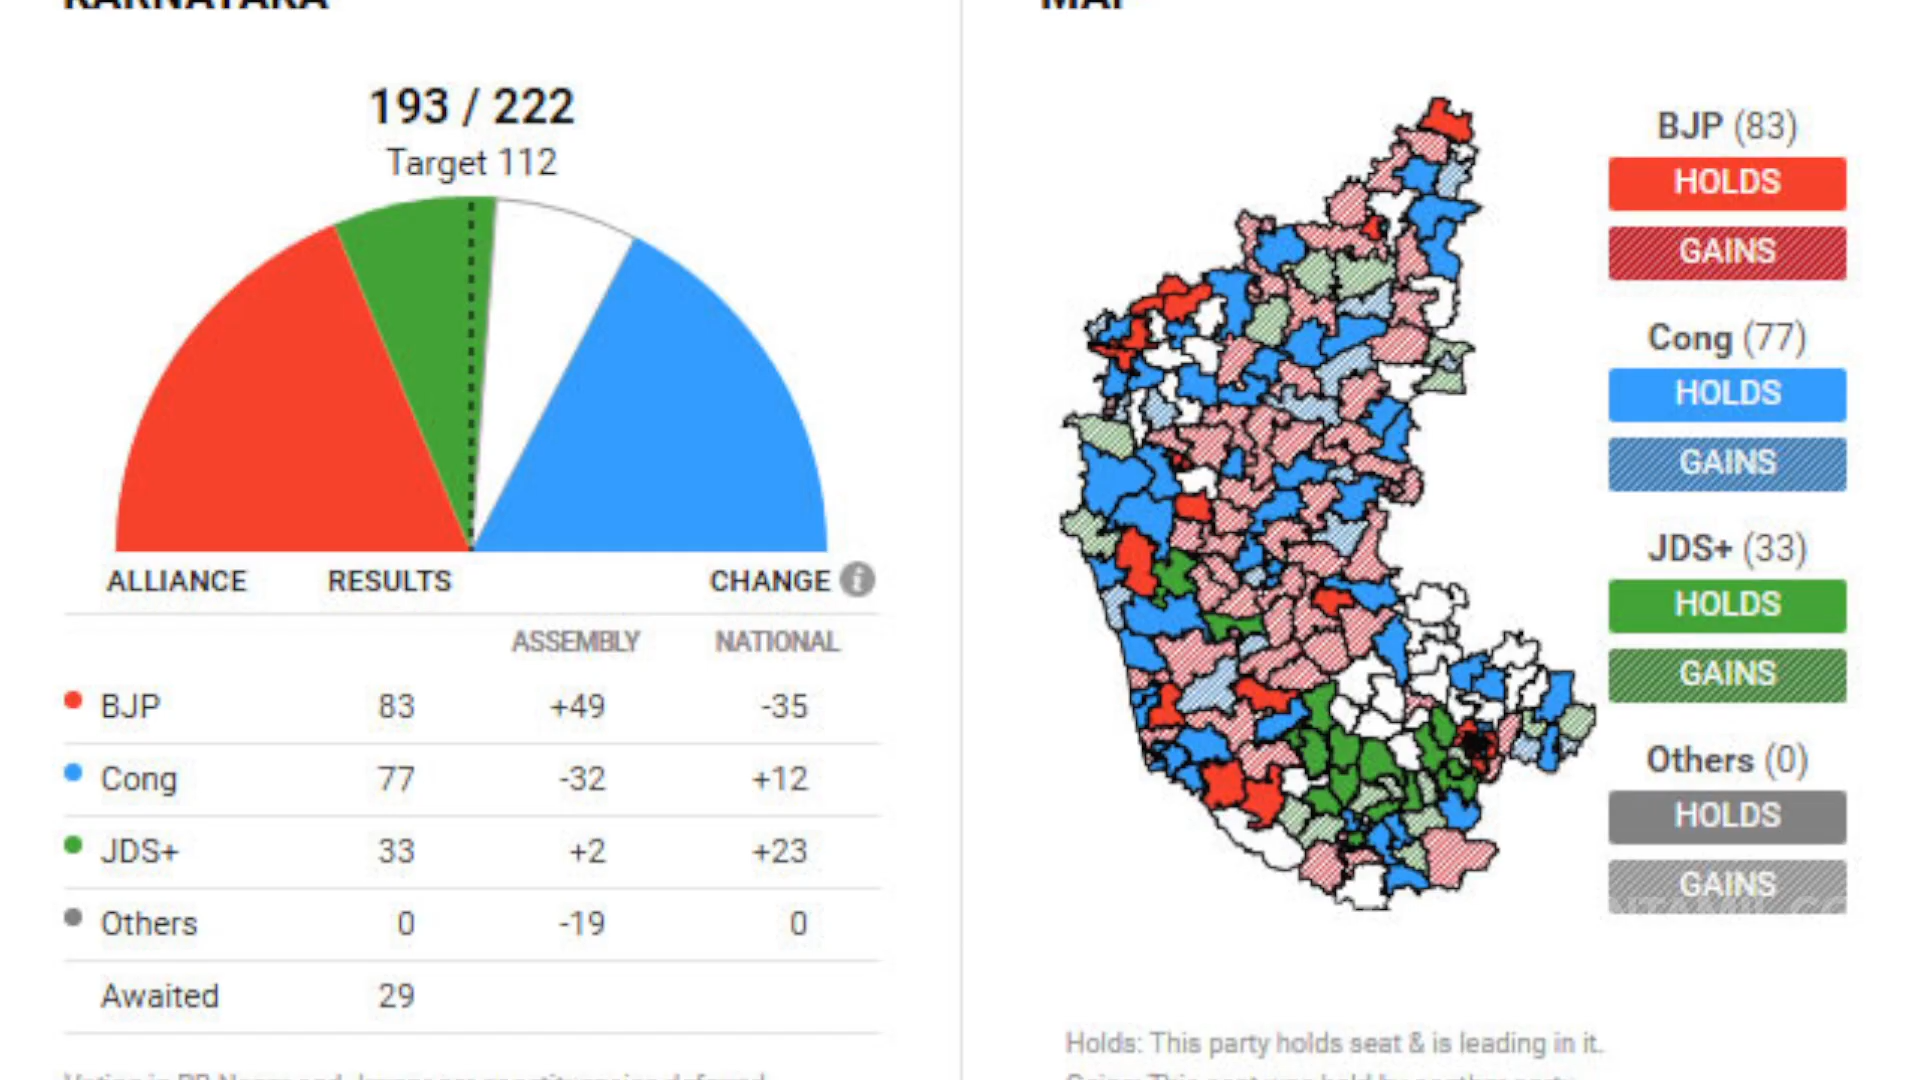 KARNATAKA
193 / 222
Target 112
ALLIANCE RESULTS CHANGE i
ASSEMBLY NATIONAL
BJP 83 +49 -35
Cong 77 -32 +12
JDS+ 33 +2 +23
Others 0 -19 0
Awaited 29
MAP
BJP (83)
HOLDS
GAINS
Cong (77)
HOLDS
GAINS
JDS+ (33)
HOLDS
GAINS
Others (0)
HOLDS
GAINS
Holds: This party holds seat & is leading in it.